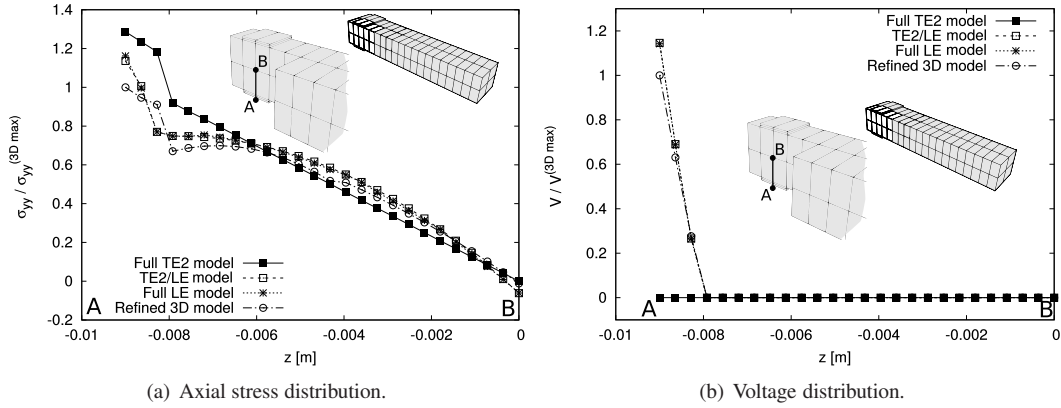 1.4
1.2
1
0.8
0.6
0.4
0.2
0
-0.2
σyy / σyy(3D max)
B
A
Full TE2 model
TE2/LE model
Full LE model
Refined 3D model
A
B
-0.01 -0.008 -0.006 -0.004 -0.002 0
z [m]
(a) Axial stress distribution.
1.2
1
0.8
0.6
0.4
0.2
0
V / V(3D max)
Full TE2 model
TE2/LE model
Full LE model
Refined 3D model
B
A
A
B
-0.01 -0.008 -0.006 -0.004 -0.002 0
z [m]
(b) Voltage distribution.